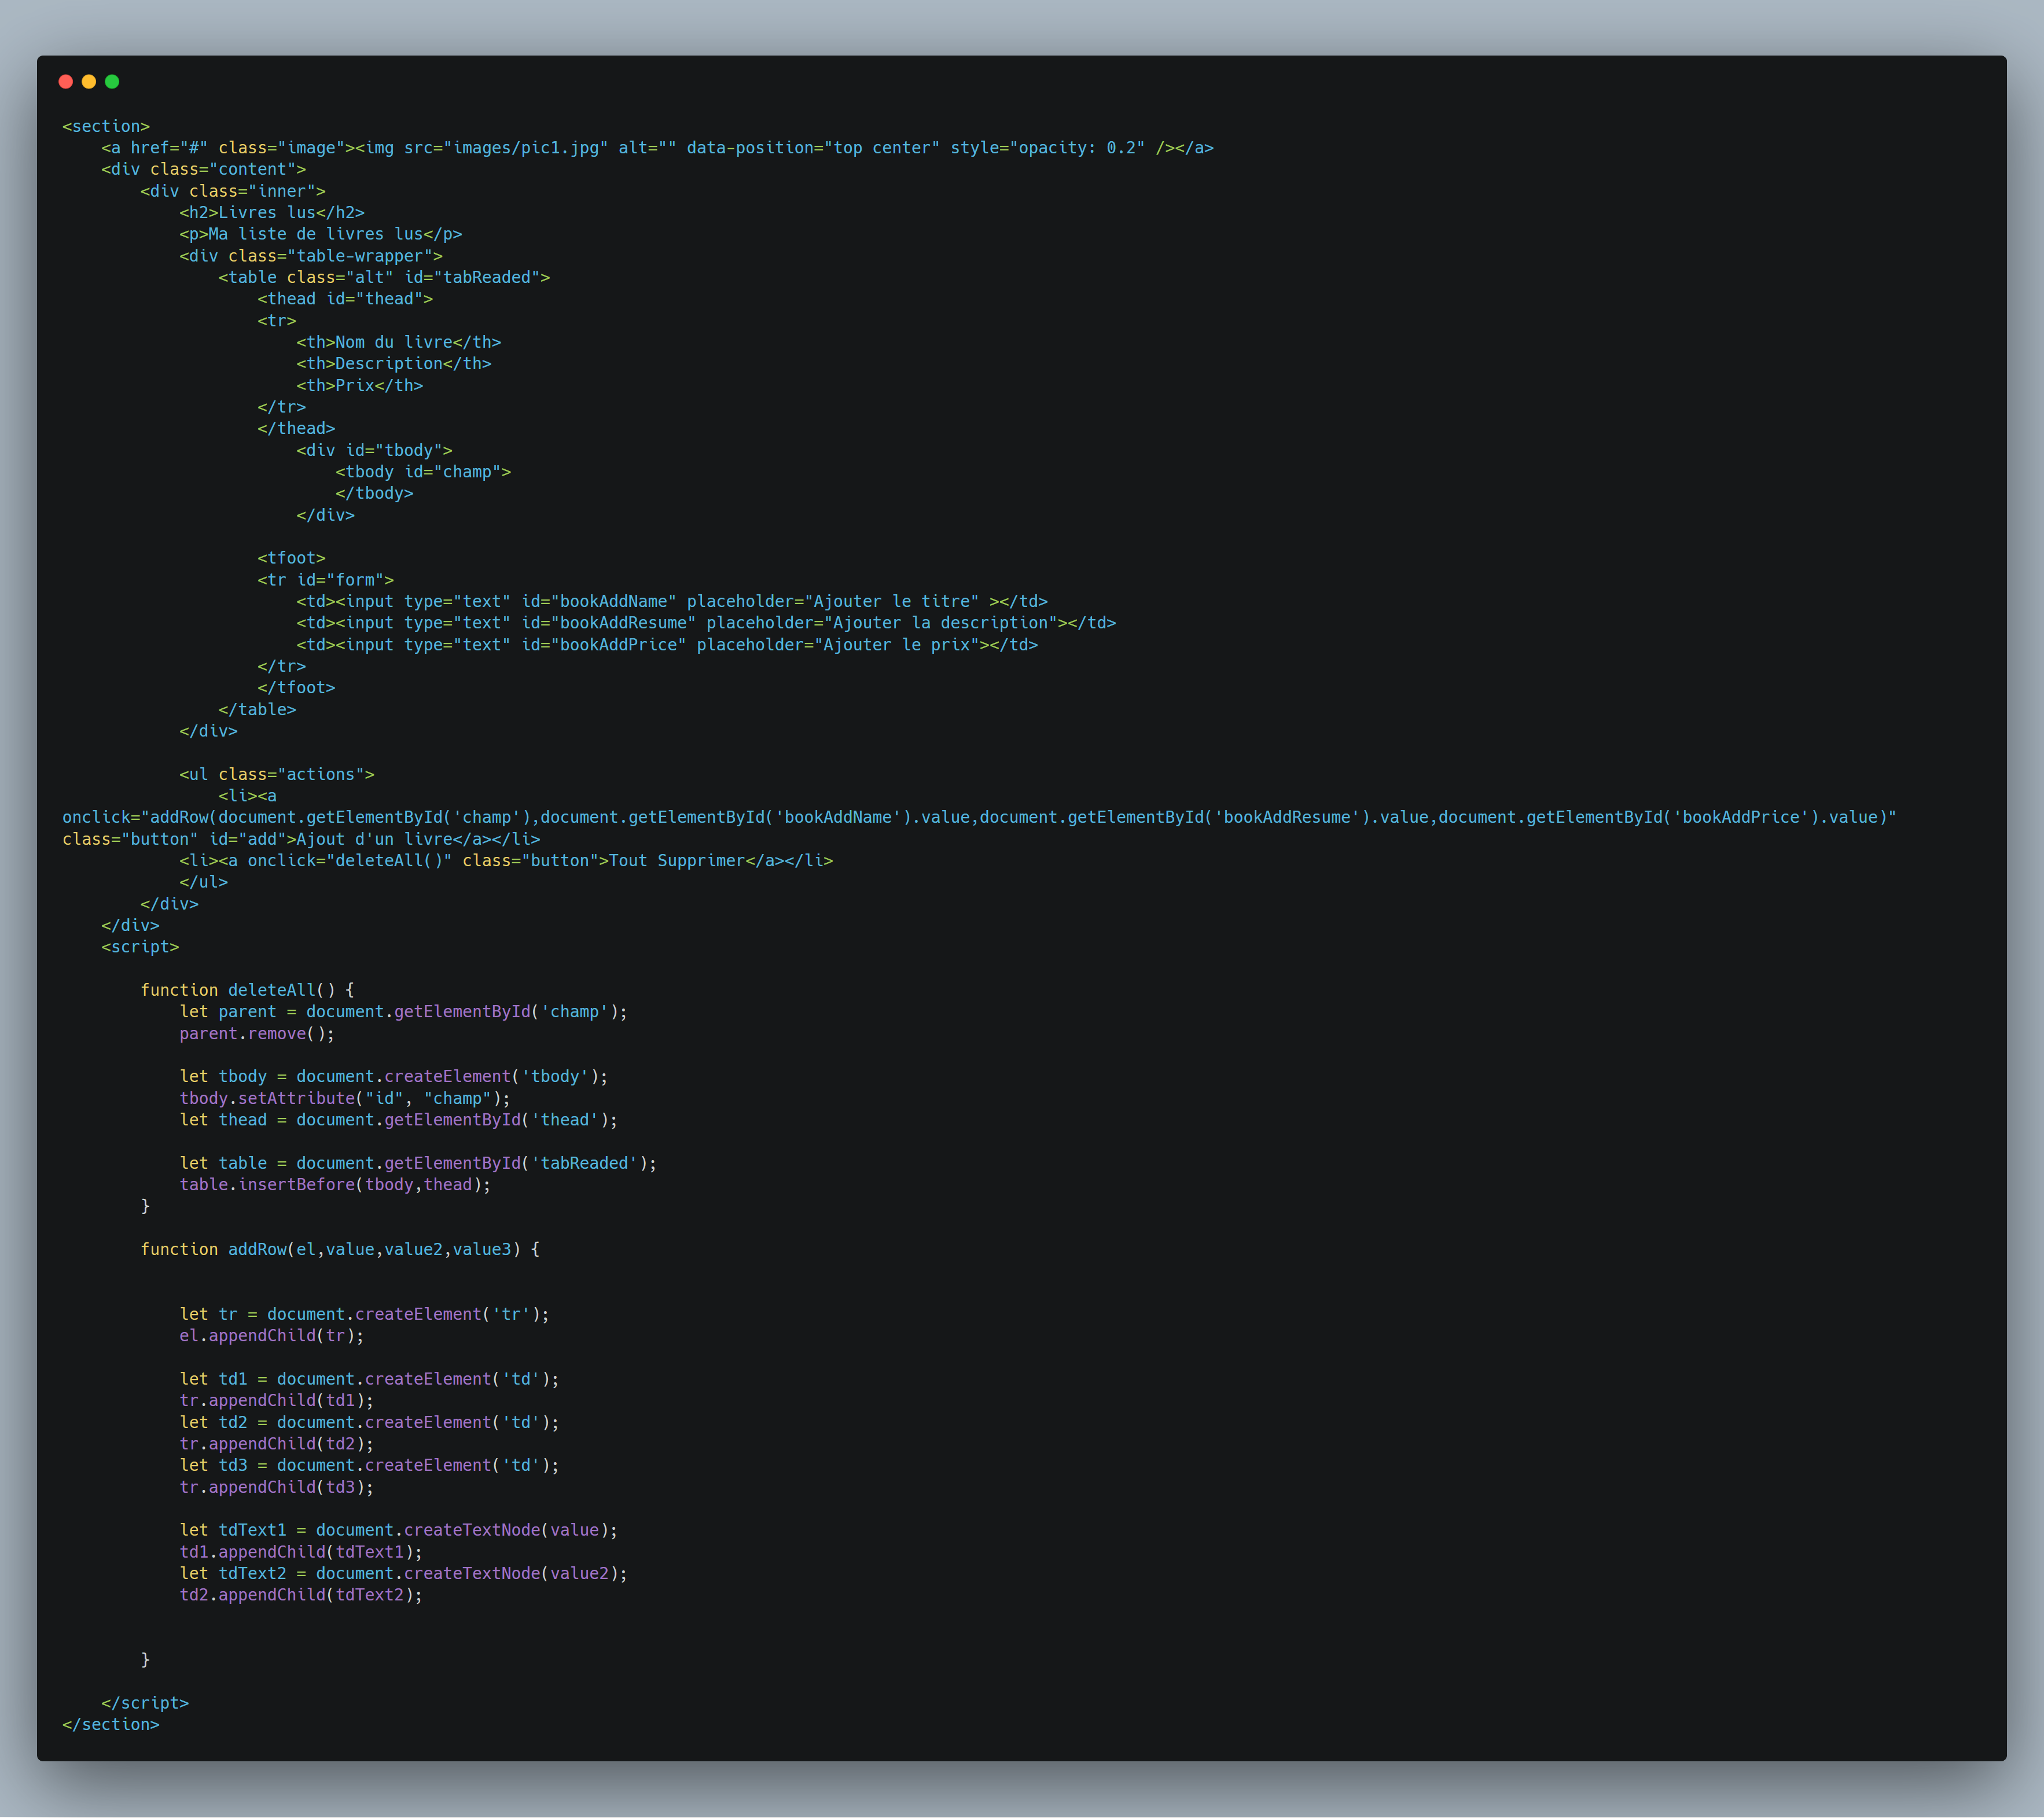 <section>
    <a href="#" class="image"><img src="images/pic1.jpg" alt="" data-position="top center" style="opacity: 0.2" /></a>
    <div class="content">
        <div class="inner">
            <h2>Livres lus</h2>
            <p>Ma liste de livres lus</p>
            <div class="table-wrapper">
                <table class="alt" id="tabReaded">
                    <thead id="thead">
                    <tr>
                        <th>Nom du livre</th>
                        <th>Description</th>
                        <th>Prix</th>
                    </tr>
                    </thead>
                        <div id="tbody">
                            <tbody id="champ">
                            </tbody>
                        </div>

                    <tfoot>
                    <tr id="form">
                        <td><input type="text" id="bookAddName" placeholder="Ajouter le titre" ></td>
                        <td><input type="text" id="bookAddResume" placeholder="Ajouter la description"></td>
                        <td><input type="text" id="bookAddPrice" placeholder="Ajouter le prix"></td>
                    </tr>
                    </tfoot>
                </table>
            </div>

            <ul class="actions">
                <li><a
onclick="addRow(document.getElementById('champ'),document.getElementById('bookAddName').value,document.getElementById('bookAddResume').value,document.getElementById('bookAddPrice').value)"
class="button" id="add">Ajout d'un livre</a></li>
            <li><a onclick="deleteAll()" class="button">Tout Supprimer</a></li>
            </ul>
        </div>
    </div>
    <script>

        function deleteAll() {
            let parent = document.getElementById('champ');
            parent.remove();

            let tbody = document.createElement('tbody');
            tbody.setAttribute("id", "champ");
            let thead = document.getElementById('thead');

            let table = document.getElementById('tabReaded');
            table.insertBefore(tbody,thead);
        }

        function addRow(el,value,value2,value3) {


            let tr = document.createElement('tr');
            el.appendChild(tr);

            let td1 = document.createElement('td');
            tr.appendChild(td1);
            let td2 = document.createElement('td');
            tr.appendChild(td2);
            let td3 = document.createElement('td');
            tr.appendChild(td3);

            let tdText1 = document.createTextNode(value);
            td1.appendChild(tdText1);
            let tdText2 = document.createTextNode(value2);
            td2.appendChild(tdText2);


        }

    </script>
</section>